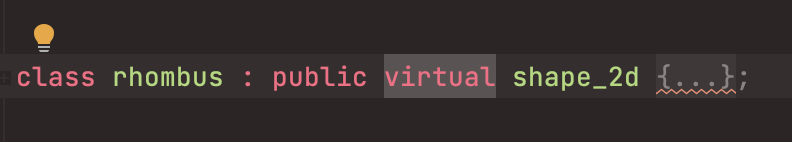 class rhombus : public virtual shape_2d {...};